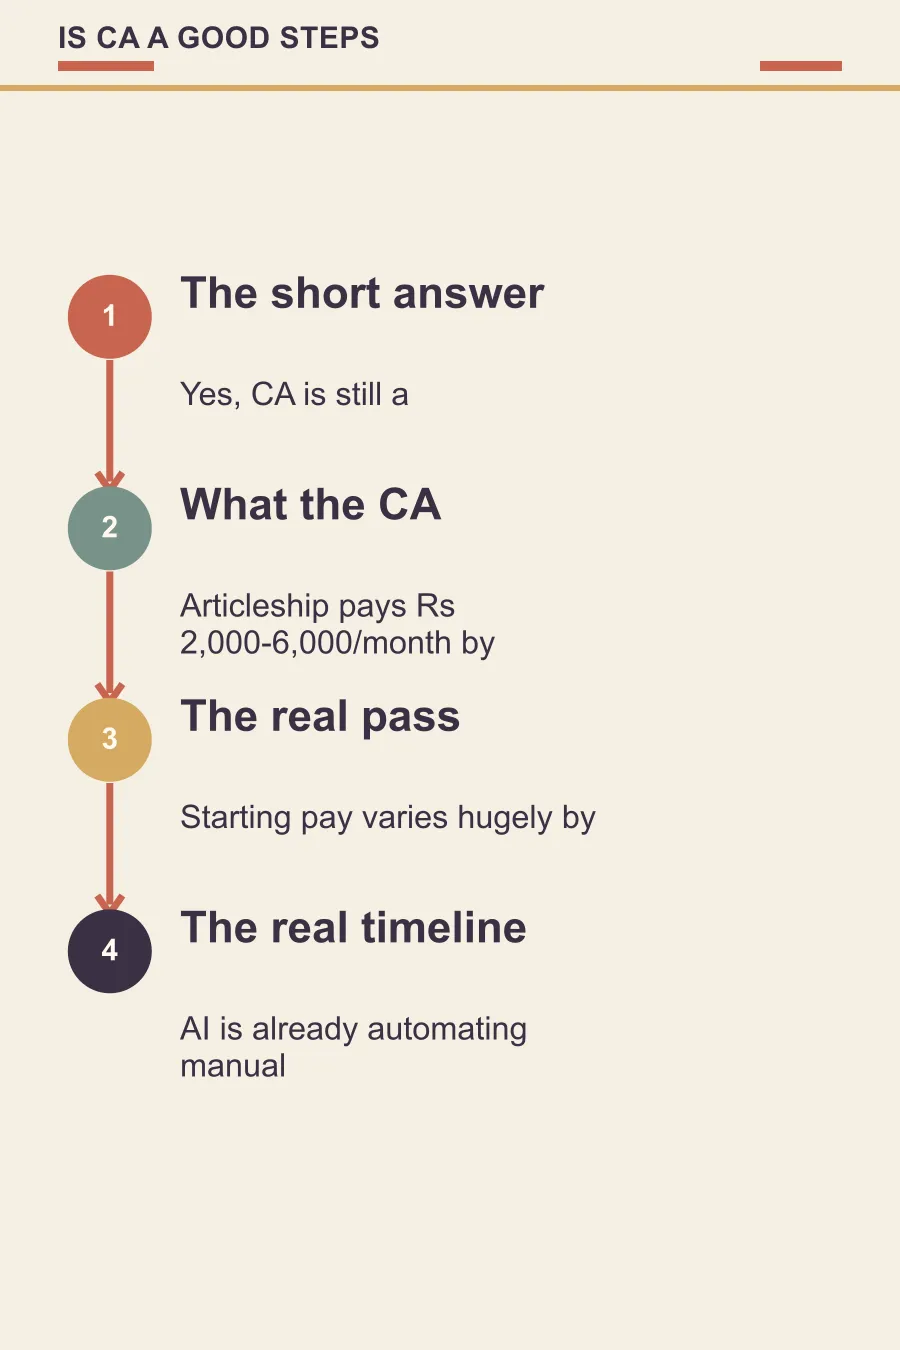 IS CA A GOOD STEPS
1
The short answer
Yes, CA is still a
2
What the CA
Articleship pays Rs
2,000-6,000/month by
3
The real pass
Starting pay varies hugely by
4
The real timeline
AI is already automating
manual